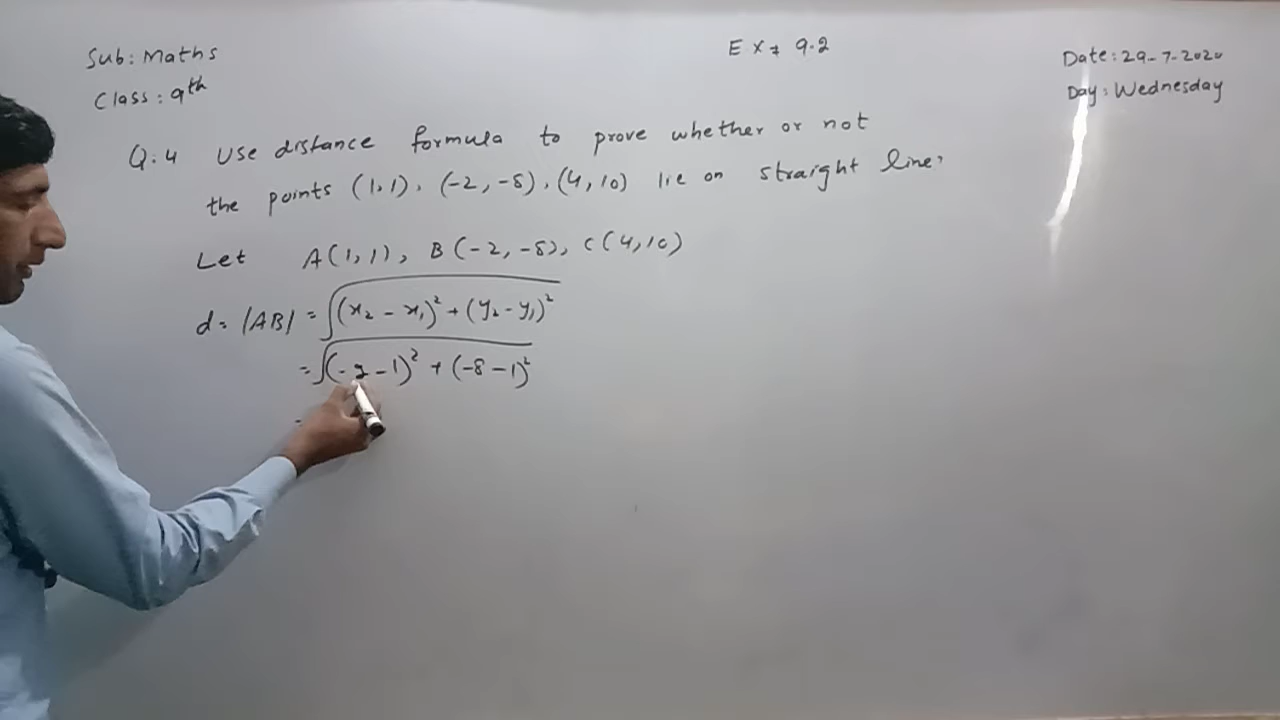 Sub: Maths
Class: 9th
Ex # 9.2
Date: 29-7-2020
Day: Wednesday
Q.4 Use distance formula to prove whether or not
the points (1,1), (-2,-8), (4,10) lie on straight line.
Let A(1,1), B(-2,-8), C(4,10)
d = |AB| = √(x₂ - x₁)² + (y₂ - y₁)²
= √(-2 - 1)² + (-8 - 1)²